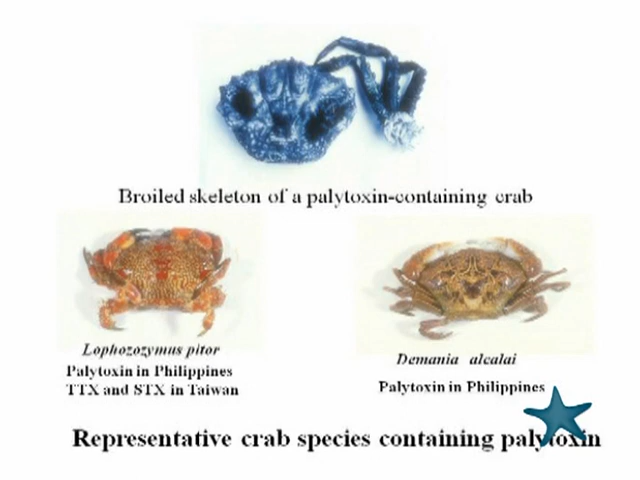 Broiled skeleton of a palytoxin-containing crab
Lophozozymus pitor
Palytoxin in Philippines
TTX and STX in Taiwan
Demania alcalai
Palytoxin in Philippines
Representative crab species containing palytoxin